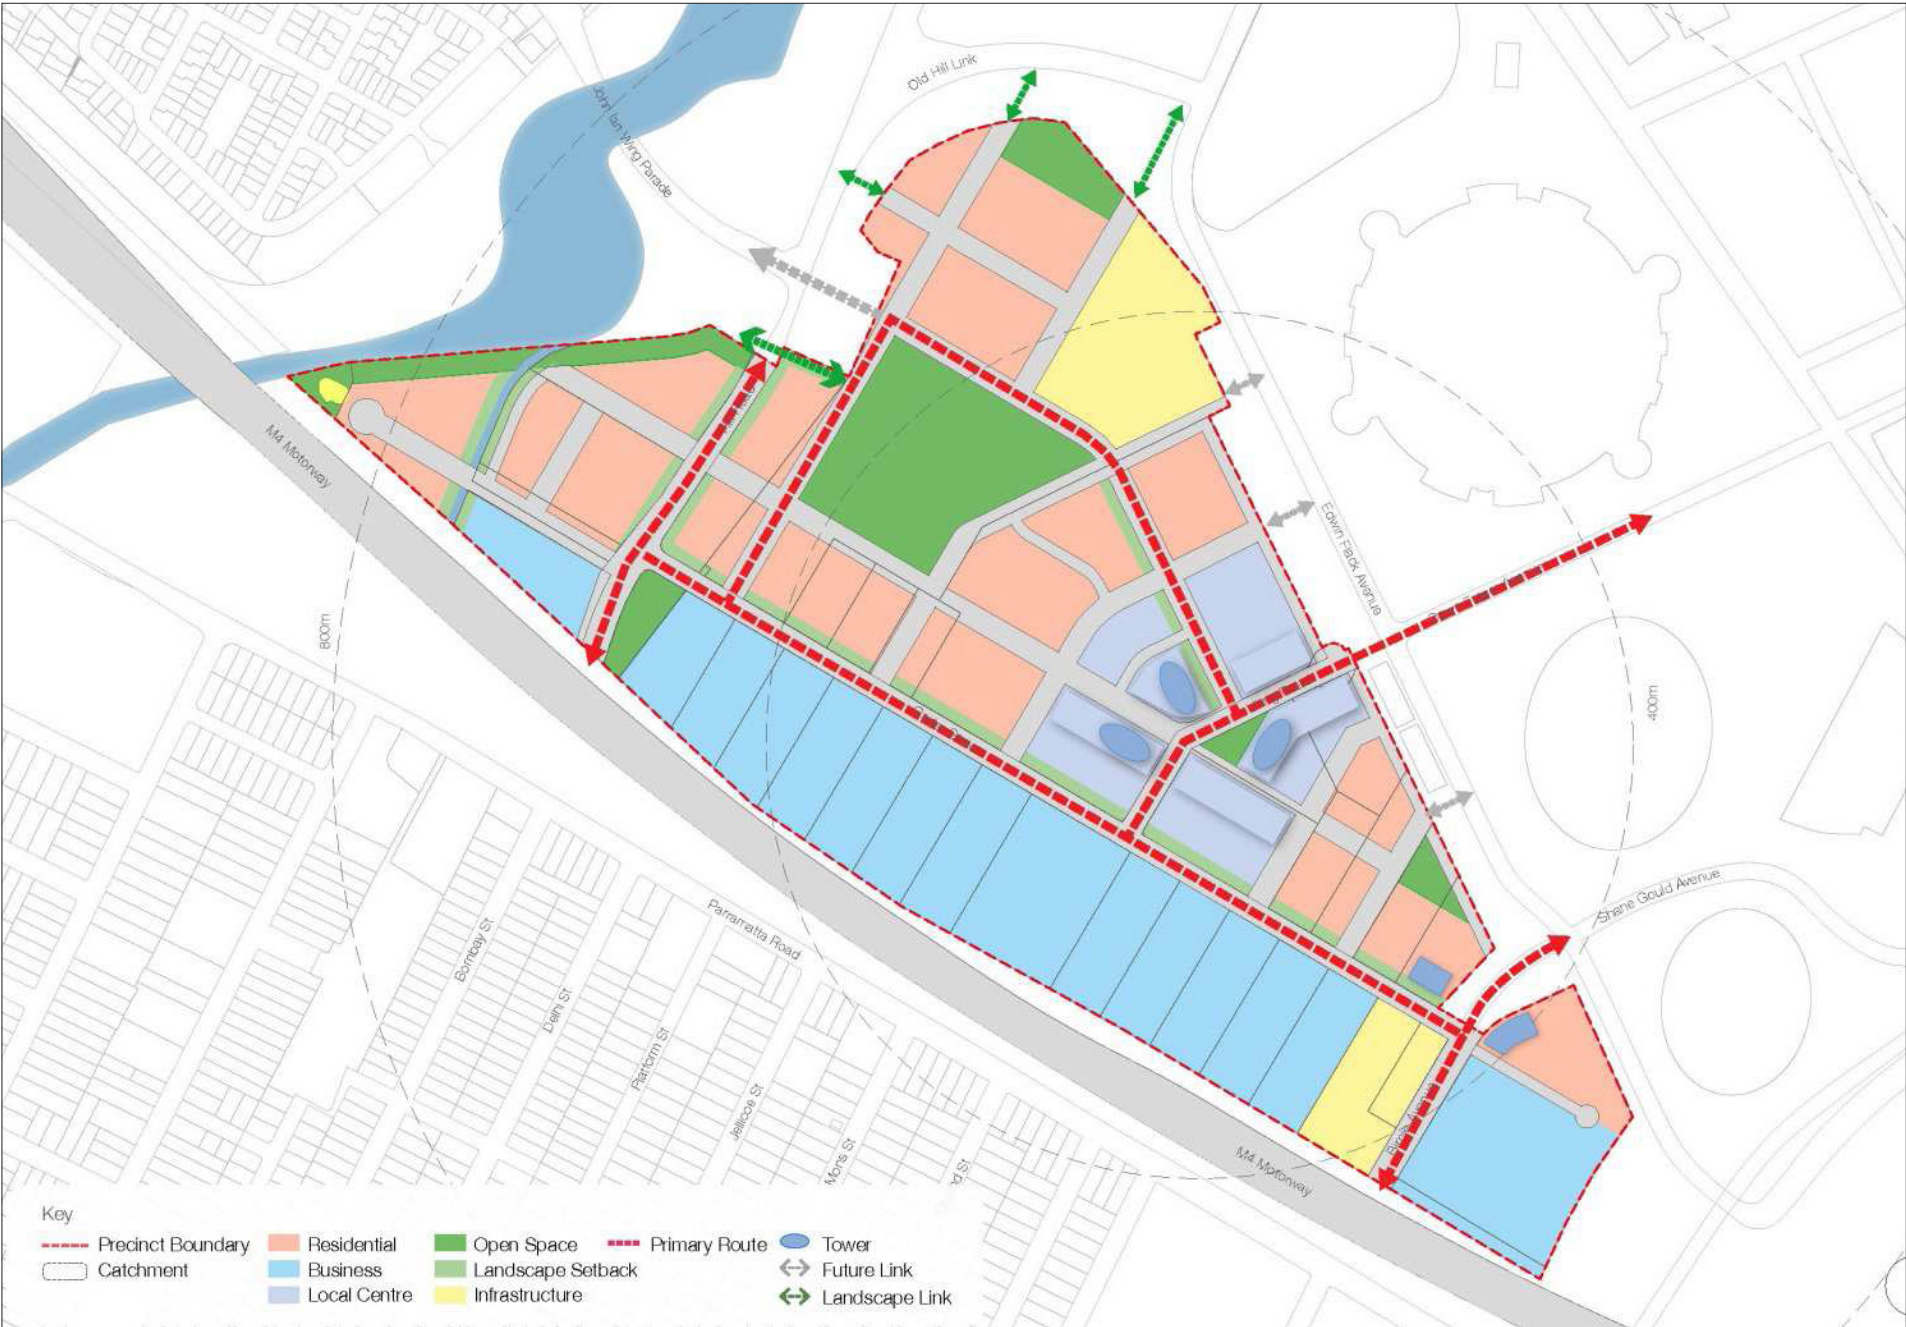 Old Hill Link
John Ian Wing Parade
M4 Motorway
800m
Edwin Flack Avenue
400m
Shane Gould Avenue
Parramatta Road
Bombay St
Delhi St
Platform St
Jellicoe St
Mons St
M4 Motorway
Birnie Avenue
Key
Precinct Boundary
Residential
Open Space
Primary Route
Tower
Catchment
Business
Landscape Setback
Future Link
Local Centre
Infrastructure
Landscape Link